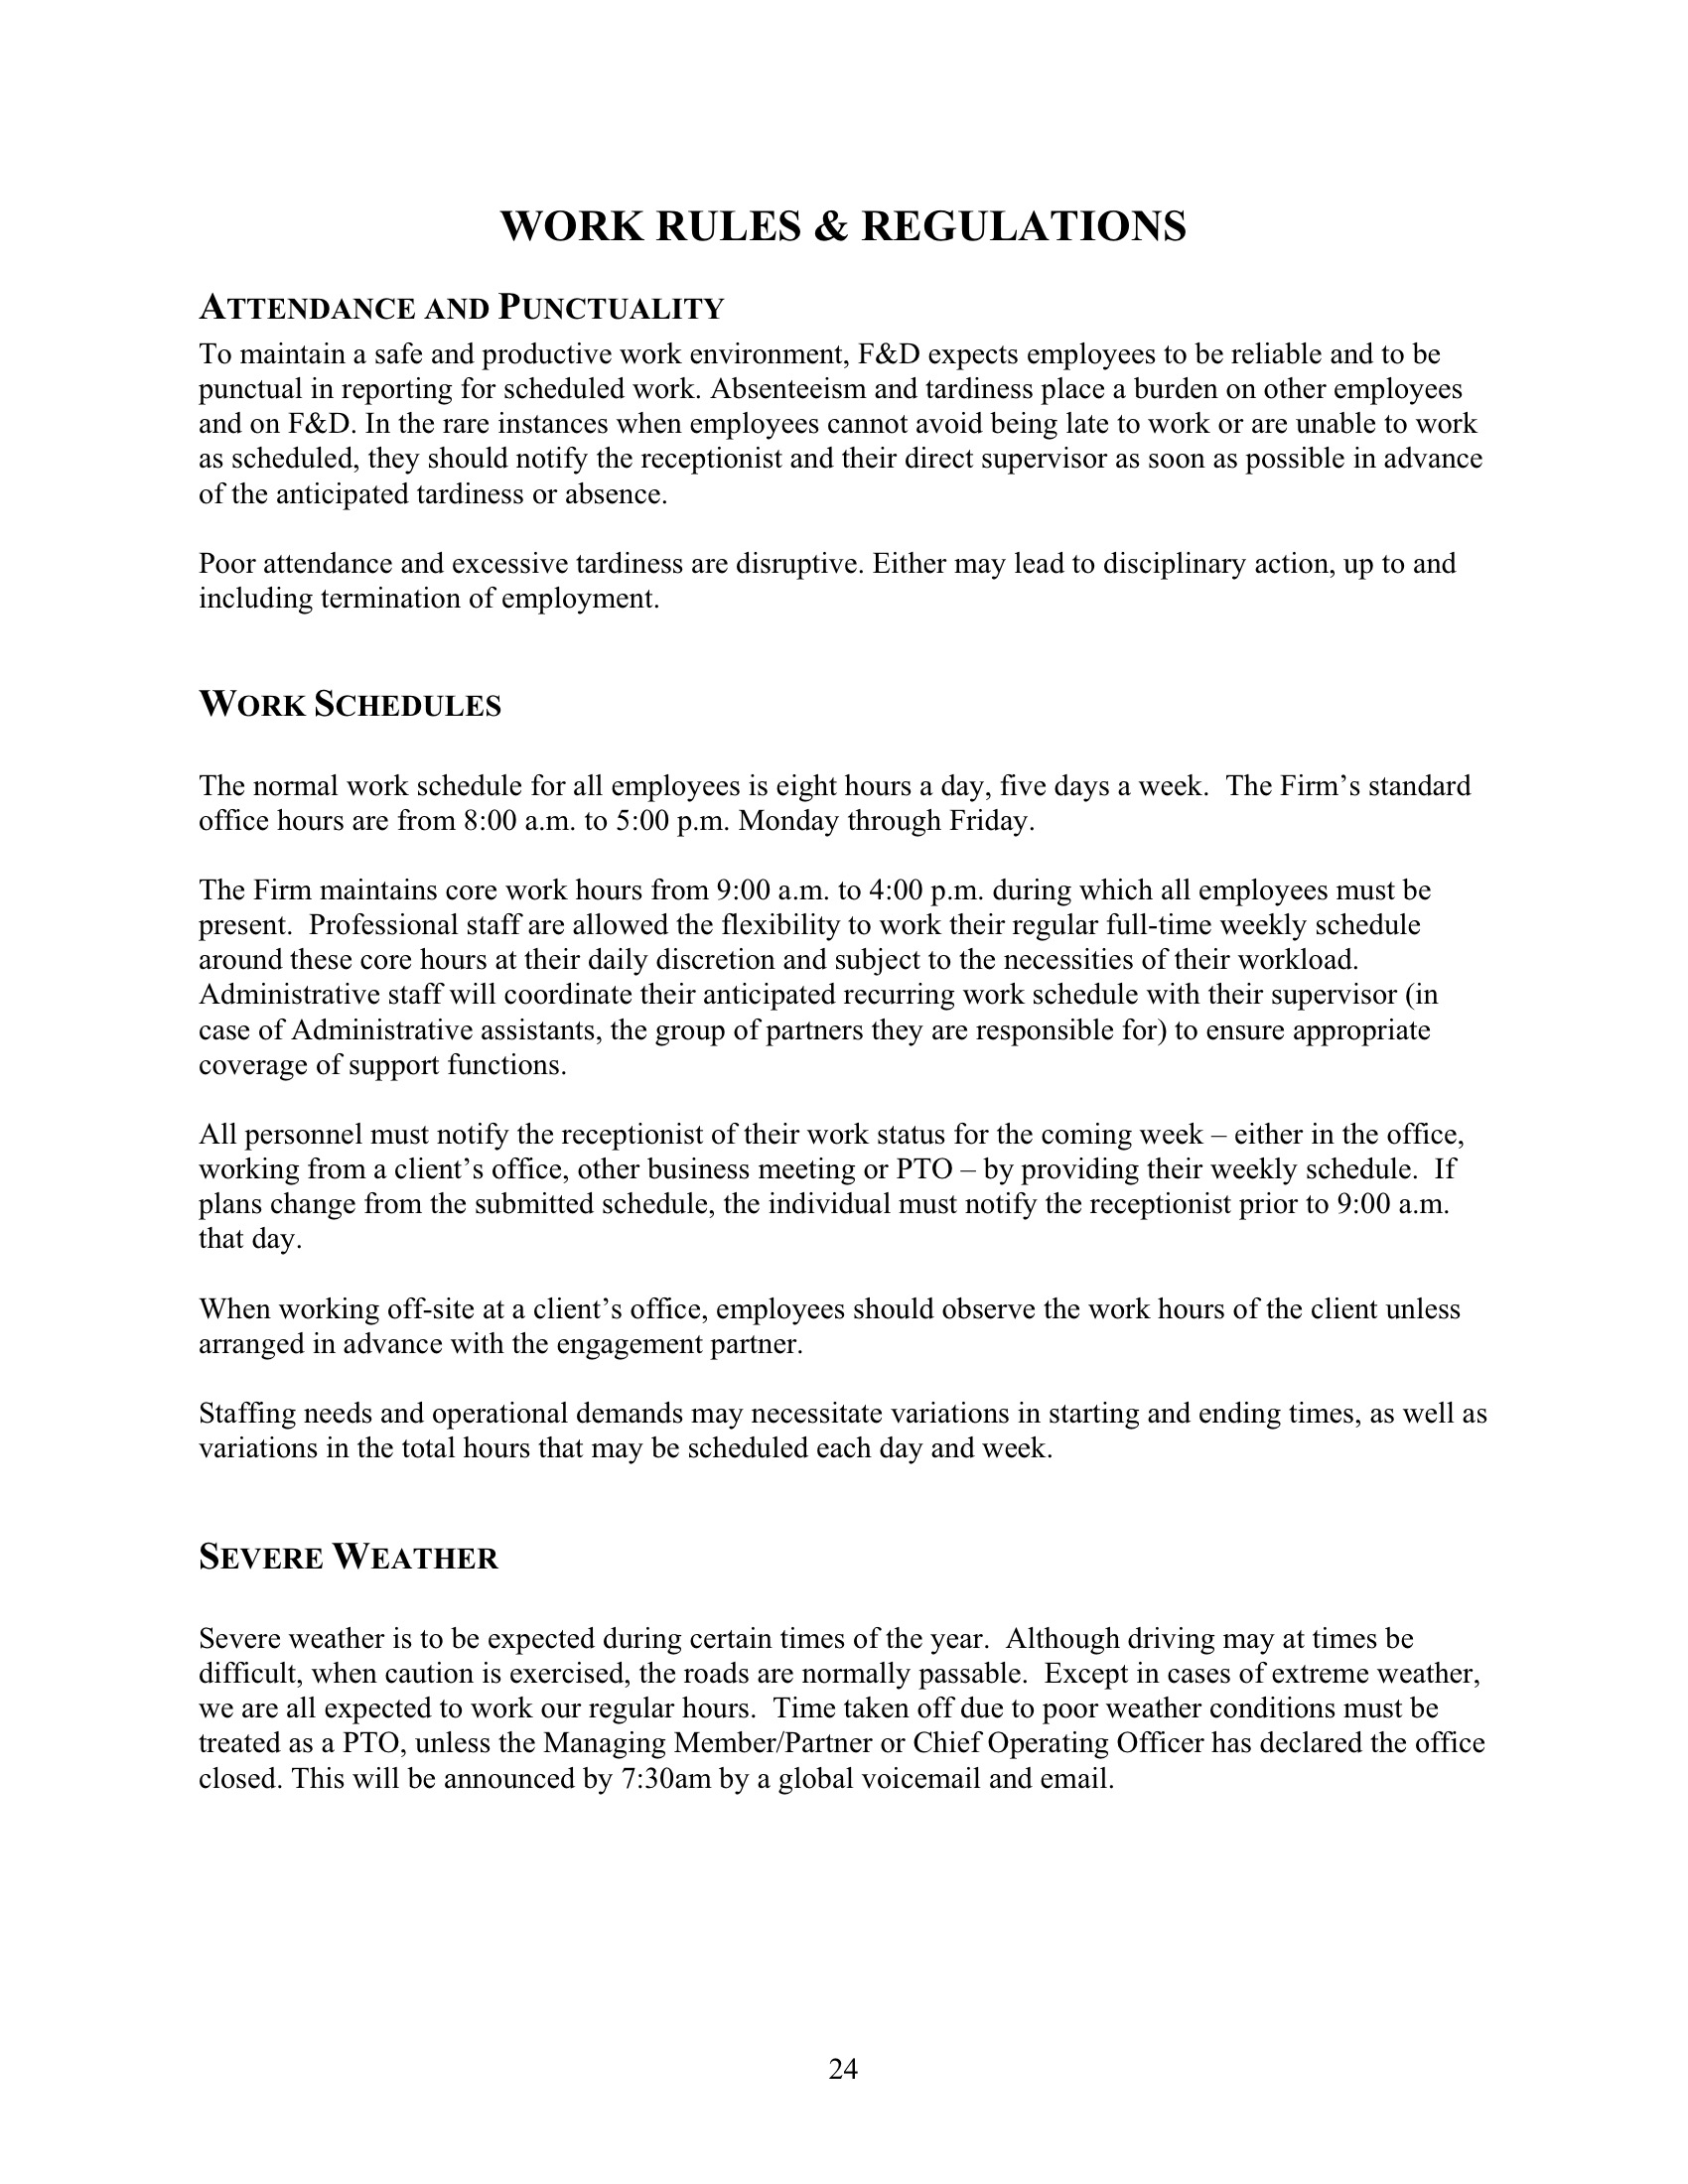 WORK RULES & REGULATIONS
ATTENDANCE AND PUNCTUALITY
To maintain a safe and productive work environment, F&D expects employees to be reliable and to be
punctual in reporting for scheduled work. Absenteeism and tardiness place a burden on other employees
and on F&D. In the rare instances when employees cannot avoid being late to work or are unable to work
as scheduled, they should notify the receptionist and their direct supervisor as soon as possible in advance
of the anticipated tardiness or absence.
Poor attendance and excessive tardiness are disruptive. Either may lead to disciplinary action, up to and
including termination of employment.
WORK SCHEDULES
The normal work schedule for all employees is eight hours a day, five days a week.  The Firm’s standard
office hours are from 8:00 a.m. to 5:00 p.m. Monday through Friday.
The Firm maintains core work hours from 9:00 a.m. to 4:00 p.m. during which all employees must be
present.  Professional staff are allowed the flexibility to work their regular full-time weekly schedule
around these core hours at their daily discretion and subject to the necessities of their workload.
Administrative staff will coordinate their anticipated recurring work schedule with their supervisor (in
case of Administrative assistants, the group of partners they are responsible for) to ensure appropriate
coverage of support functions.
All personnel must notify the receptionist of their work status for the coming week – either in the office,
working from a client’s office, other business meeting or PTO – by providing their weekly schedule.  If
plans change from the submitted schedule, the individual must notify the receptionist prior to 9:00 a.m.
that day.
When working off-site at a client’s office, employees should observe the work hours of the client unless
arranged in advance with the engagement partner.
Staffing needs and operational demands may necessitate variations in starting and ending times, as well as
variations in the total hours that may be scheduled each day and week.
SEVERE WEATHER
Severe weather is to be expected during certain times of the year.  Although driving may at times be
difficult, when caution is exercised, the roads are normally passable.  Except in cases of extreme weather,
we are all expected to work our regular hours.  Time taken off due to poor weather conditions must be
treated as a PTO, unless the Managing Member/Partner or Chief Operating Officer has declared the office
closed. This will be announced by 7:30am by a global voicemail and email.
24